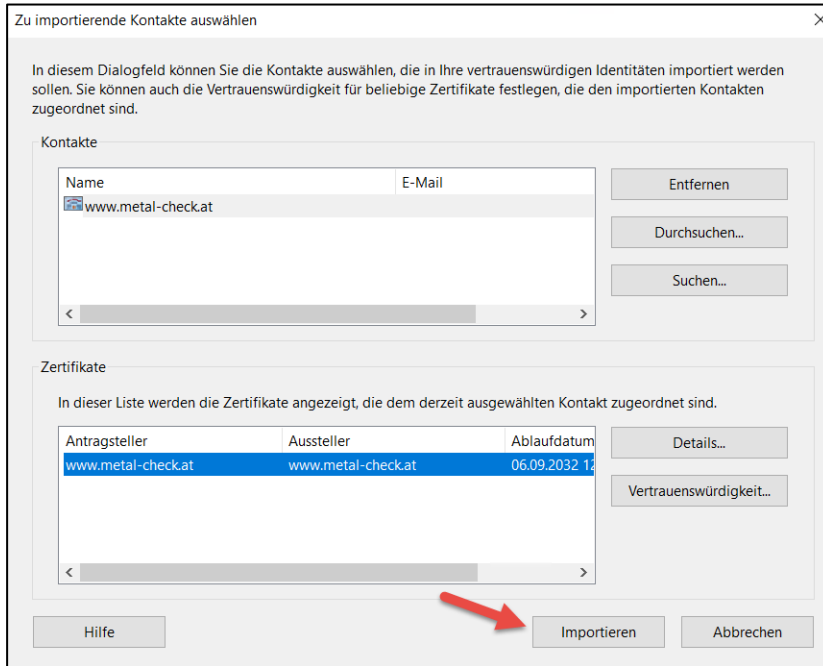 Zu importierende Kontakte auswählen
In diesem Dialogfeld können Sie die Kontakte auswählen, die in Ihre vertrauenswürdigen Identitäten importiert werden
sollen. Sie können auch die Vertrauenswürdigkeit für beliebige Zertifikate festlegen, die den importierten Kontakten
zugeordnet sind.
Kontakte
Name E-Mail
www.metal-check.at
Entfernen
Durchsuchen...
Suchen...
Zertifikate
In dieser Liste werden die Zertifikate angezeigt, die dem derzeit ausgewählten Kontakt zugeordnet sind.
Antragsteller Aussteller Ablaufdatum
www.metal-check.at www.metal-check.at 06.09.2032 12
Details...
Vertrauenswürdigkeit...
Hilfe Importieren Abbrechen